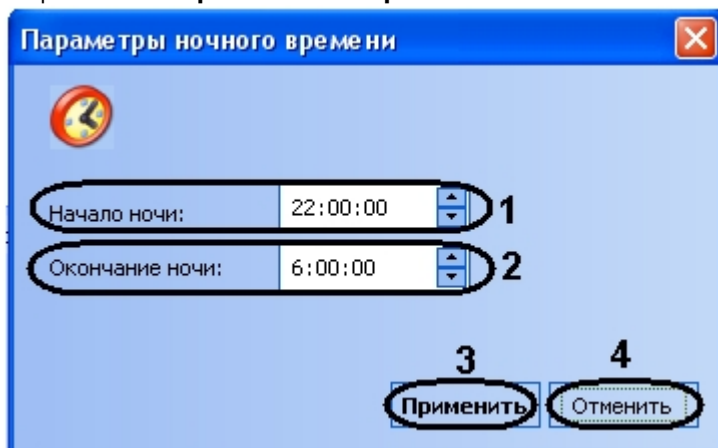 Параметры ночного времени
Начало ночи: 22:00:00 1
Окончание ночи: 6:00:00 2
3 4
Применить Отменить